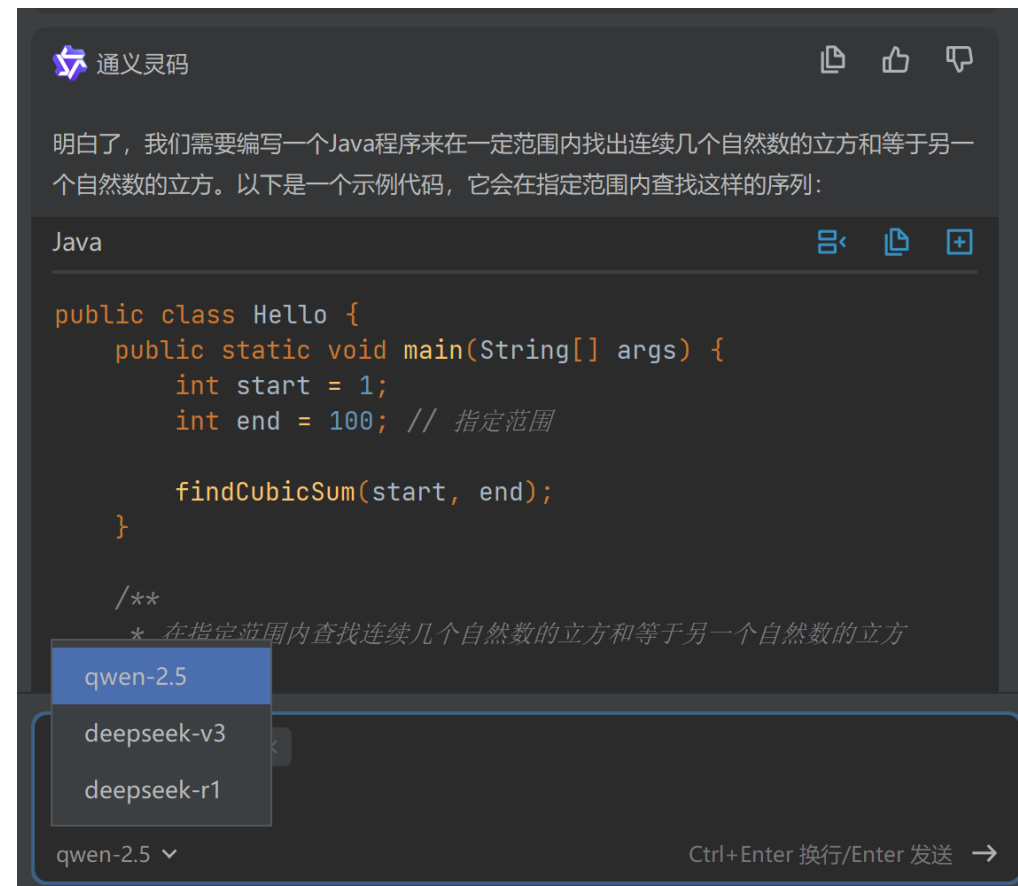 通义灵码
明白了，我们需要编写一个Java程序来在一定范围内找出连续几个自然数的立方和等于另一
个自然数的立方。以下是一个示例代码，它会在指定范围内查找这样的序列：
Java
public class Hello {
    public static void main(String[] args) {
        int start = 1;
        int end = 100; // 指定范围
        findCubicSum(start, end);
    }
    /**
     * 在指定范围内查找连续几个自然数的立方和等于另一个自然数的立方
qwen-2.5
deepseek-v3
deepseek-r1
qwen-2.5
Ctrl+Enter 换行/Enter 发送